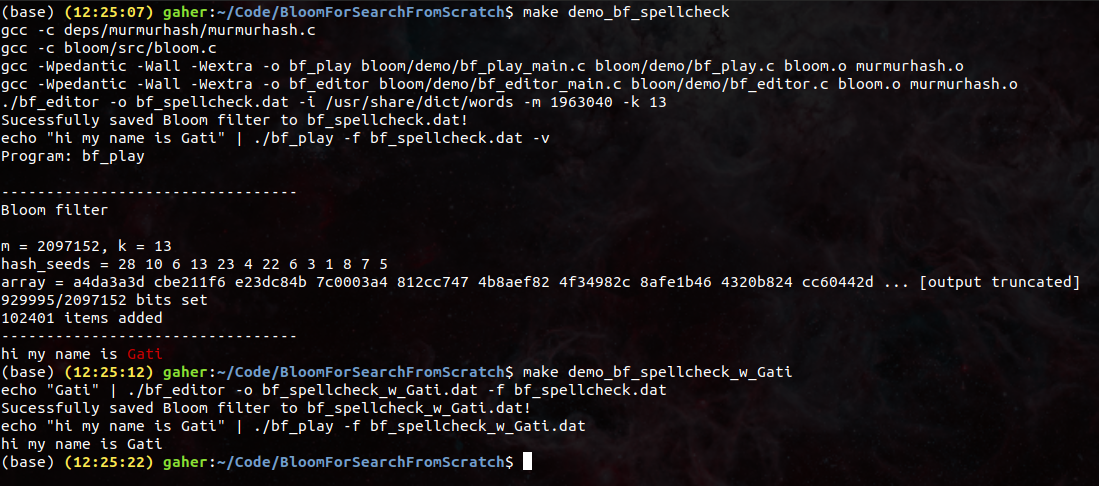 (base) (12:25:07) gaher:~/Code/BloomForSearchFromScratch$ make demo_bf_spellcheck
gcc -c deps/murmurhash/murmurhash.c
gcc -c bloom/src/bloom.c
gcc -Wpedantic -Wall -Wextra -o bf_play bloom/demo/bf_play_main.c bloom/demo/bf_play.c bloom.o murmurhash.o
gcc -Wpedantic -Wall -Wextra -o bf_editor bloom/demo/bf_editor_main.c bloom/demo/bf_editor.c bloom.o murmurhash.o
./bf_editor -o bf_spellcheck.dat -i /usr/share/dict/words -m 1963040 -k 13
Sucessfully saved Bloom filter to bf_spellcheck.dat!
echo "hi my name is Gati" | ./bf_play -f bf_spellcheck.dat -v
Program: bf_play
---------------------------------
Bloom filter
m = 2097152, k = 13
hash_seeds = 28 10 6 13 23 4 22 6 3 1 8 7 5
array = a4da3a3d cbe211f6 e23dc84b 7c0003a4 812cc747 4b8aef82 4f34982c 8afe1b46 4320b824 cc60442d ... [output truncated]
929995/2097152 bits set
102401 items added
---------------------------------
hi my name is Gati
(base) (12:25:12) gaher:~/Code/BloomForSearchFromScratch$ make demo_bf_spellcheck_w_Gati
echo "Gati" | ./bf_editor -o bf_spellcheck_w_Gati.dat -f bf_spellcheck.dat
Sucessfully saved Bloom filter to bf_spellcheck_w_Gati.dat!
echo "hi my name is Gati" | ./bf_play -f bf_spellcheck_w_Gati.dat
hi my name is Gati
(base) (12:25:22) gaher:~/Code/BloomForSearchFromScratch$